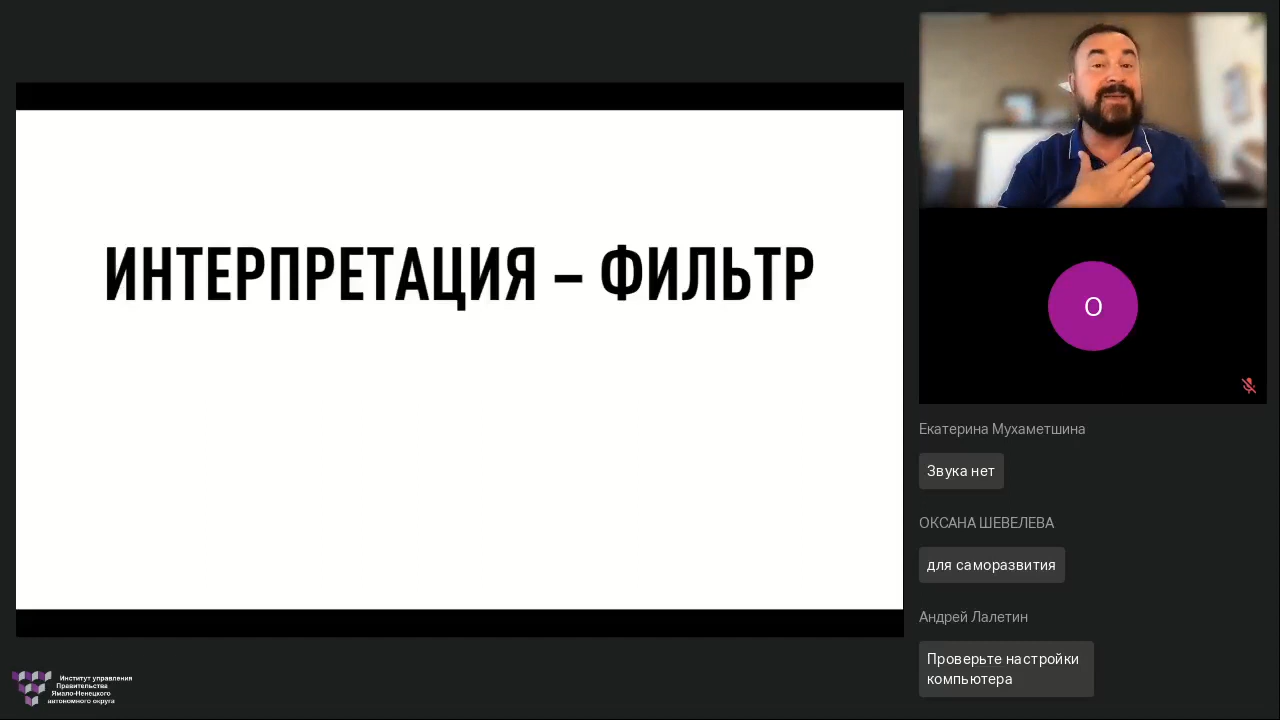 ИНТЕРПРЕТАЦИЯ – ФИЛЬТР
О
Екатерина Мухаметшина
Звука нет
ОКСАНА ШЕВЕЛЕВА
для саморазвития
Андрей Лалетин
Проверьте настройки
компьютера
Институт управления
Правительства
Ямало-Ненецкого
автономного округа